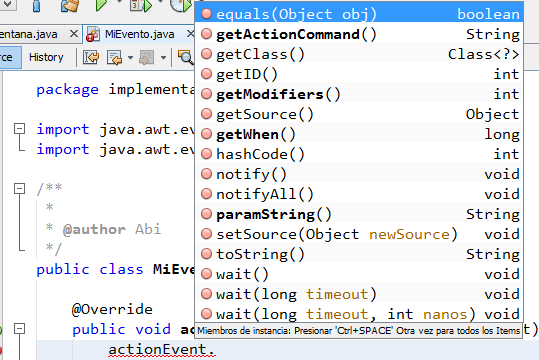 ntana.java
MiEvento.java
rce
History
package implementa
import java.awt.ev
import java.awt.ev
/**
*
* @author Abi
*/
public class MiEve
@Override
public void ac
t)
actionEvent.
equals(Object obj) boolean
getActionCommand() String
getClass() Class<?>
getID() int
getModifiers() int
getSource() Object
getWhen() long
hashCode() int
notify() void
notifyAll() void
paramString() String
setSource(Object newSource) void
toString() String
wait() void
wait(long timeout) void
wait(long timeout, int nanos) void
Miembros de instancia: Presionar 'Ctrl+SPACE' Otra vez para todos los Items